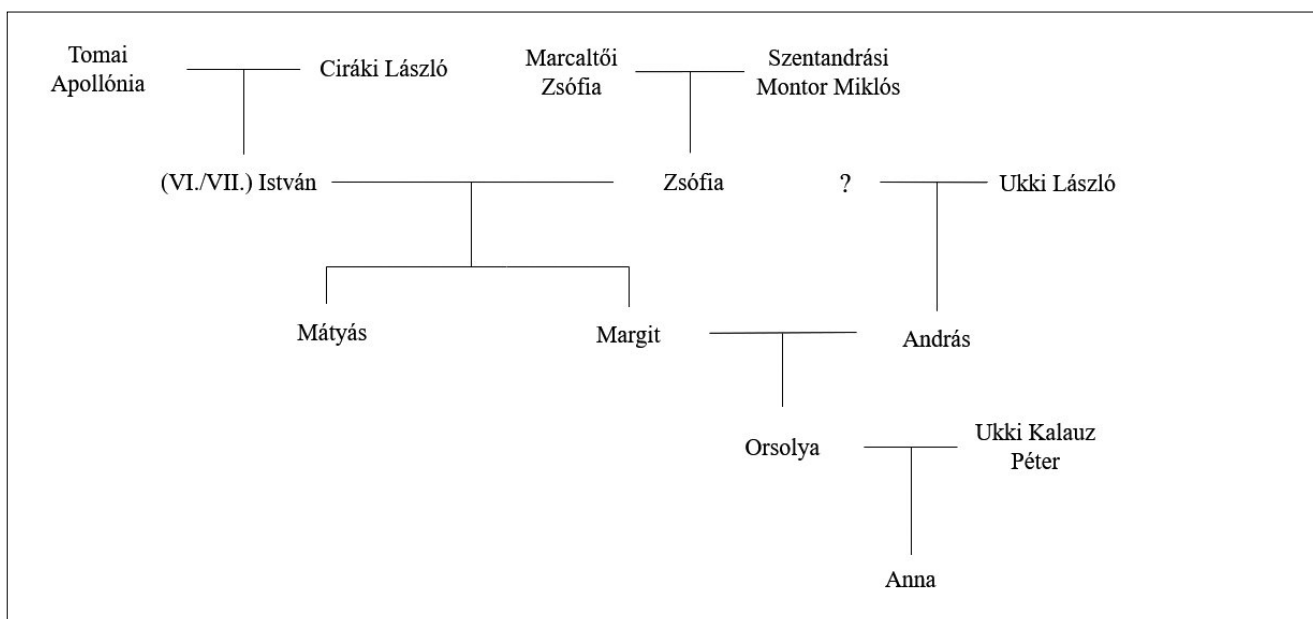 Tomai
Apollónia
Ciráki László
Marcaltői
Zsófia
Szentandrási
Montor Miklós
(VI./VII.) István
Zsófia
?
Ukki László
Mátyás
Margit
András
Orsolya
Ukki Kalauz
Péter
Anna